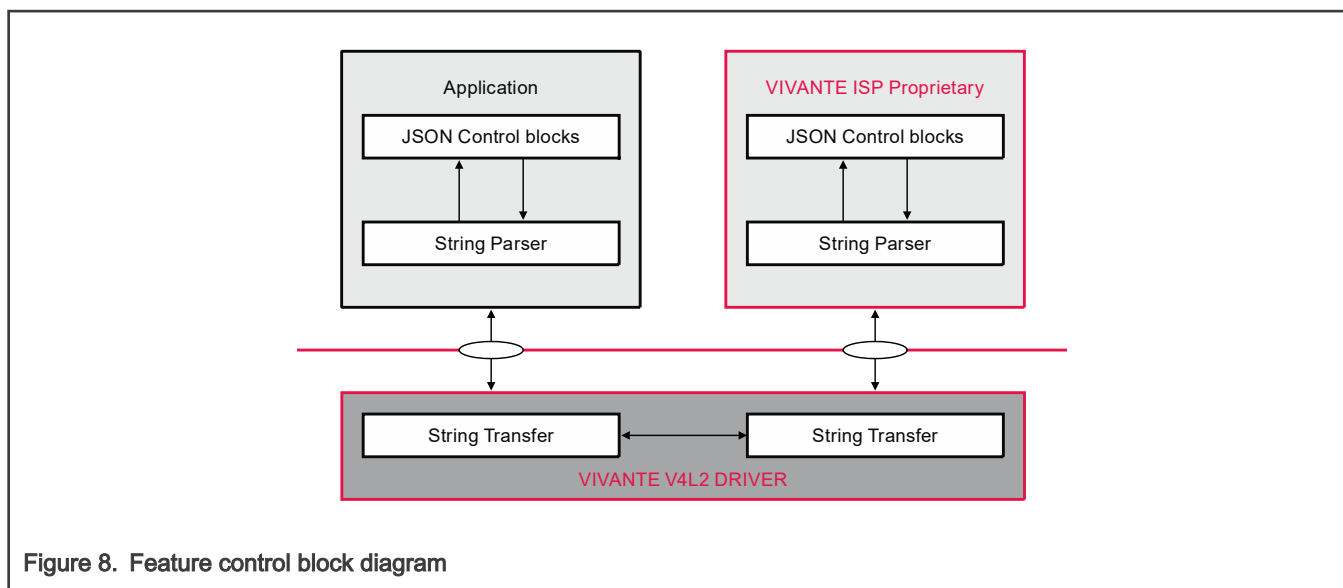 Application
JSON Control blocks
String Parser
VIVANTE ISP Proprietary
JSON Control blocks
String Parser
String Transfer
String Transfer
VIVANTE V4L2 DRIVER
Figure 8. Feature control block diagram